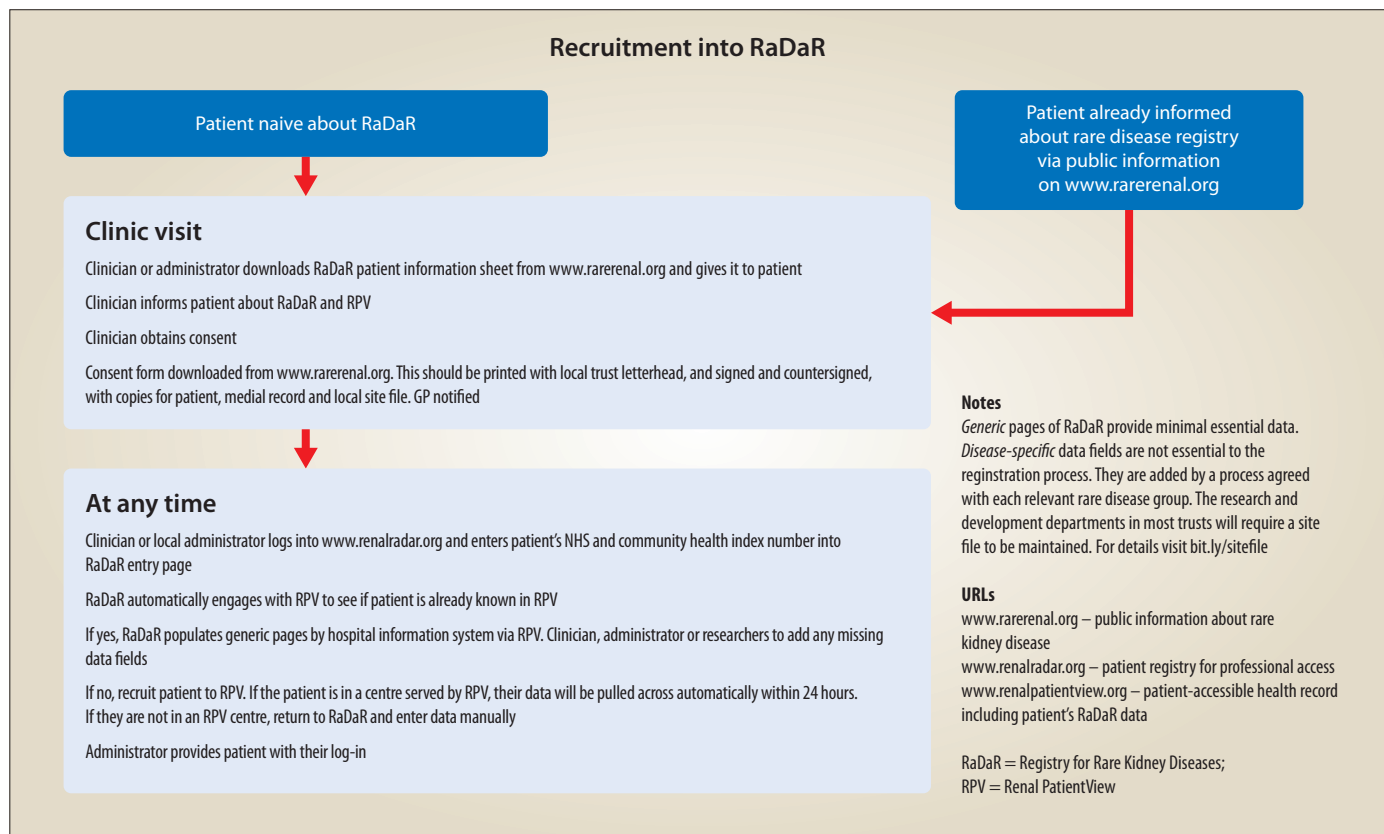 Recruitment into RaDaR
Patient naive about RaDaR
Patient already informed
about rare disease registry
via public information
on www.rarerenal.org
Clinic visit
Clinician or administrator downloads RaDaR patient information sheet from www.rarerenal.org and gives it to patient
Clinician informs patient about RaDaR and RPV
Clinician obtains consent
Consent form downloaded from www.rarerenal.org. This should be printed with local trust letterhead, and signed and countersigned,
with copies for patient, medial record and local site file. GP notified
At any time
Clinician or local administrator logs into www.renalradar.org and enters patient's NHS and community health index number into
RaDaR entry page
RaDaR automatically engages with RPV to see if patient is already known in RPV
If yes, RaDaR populates generic pages by hospital information system via RPV. Clinician, administrator or researchers to add any missing
data fields
If no, recruit patient to RPV. If the patient is in a centre served by RPV, their data will be pulled across automatically within 24 hours.
If they are not in an RPV centre, return to RaDaR and enter data manually
Administrator provides patient with their log-in
Notes
Generic pages of RaDaR provide minimal essential data.
Disease-specific data fields are not essential to the
reginstration process. They are added by a process agreed
with each relevant rare disease group. The research and
development departments in most trusts will require a site
file to be maintained. For details visit bit.ly/sitefile
URLs
www.rarerenal.org – public information about rare
kidney disease
www.renalradar.org – patient registry for professional access
www.renalpatientview.org – patient-accessible health record
including patient's RaDaR data
RaDaR = Registry for Rare Kidney Diseases;
RPV = Renal PatientView